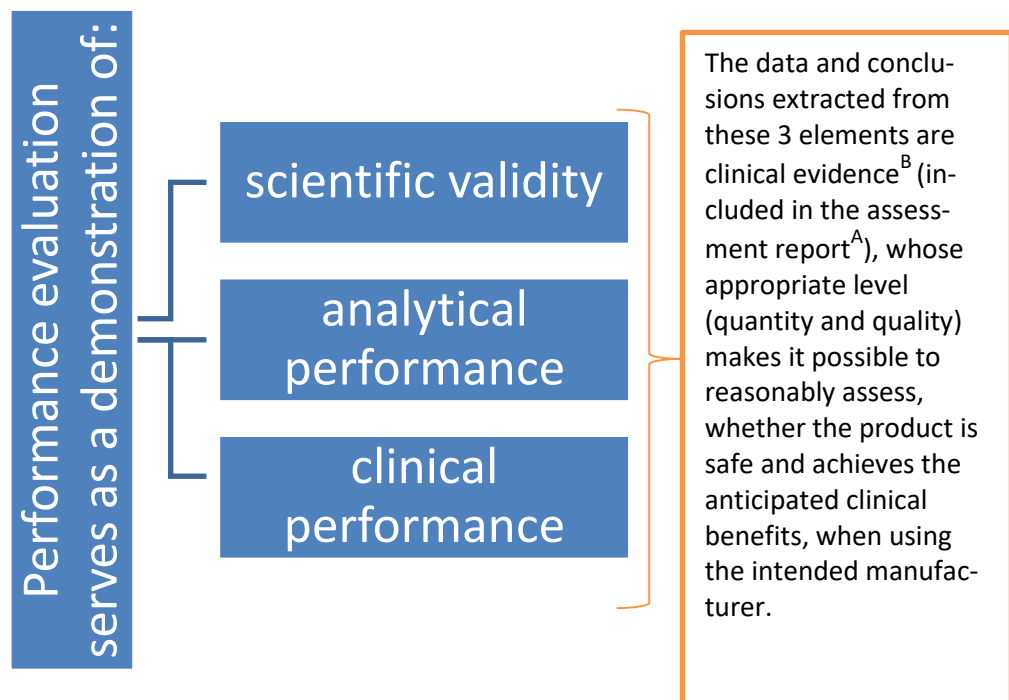 Performance evaluation
serves as a demonstration of:
scientific validity
analytical
performance
clinical
performance
The data and conclu-
sions extracted from
these 3 elements are
clinical evidenceB (in-
cluded in the assess-
ment reportA), whose
appropriate level
(quantity and quality)
makes it possible to
reasonably assess,
whether the product is
safe and achieves the
anticipated clinical
benefits, when using
the intended manufac-
turer.